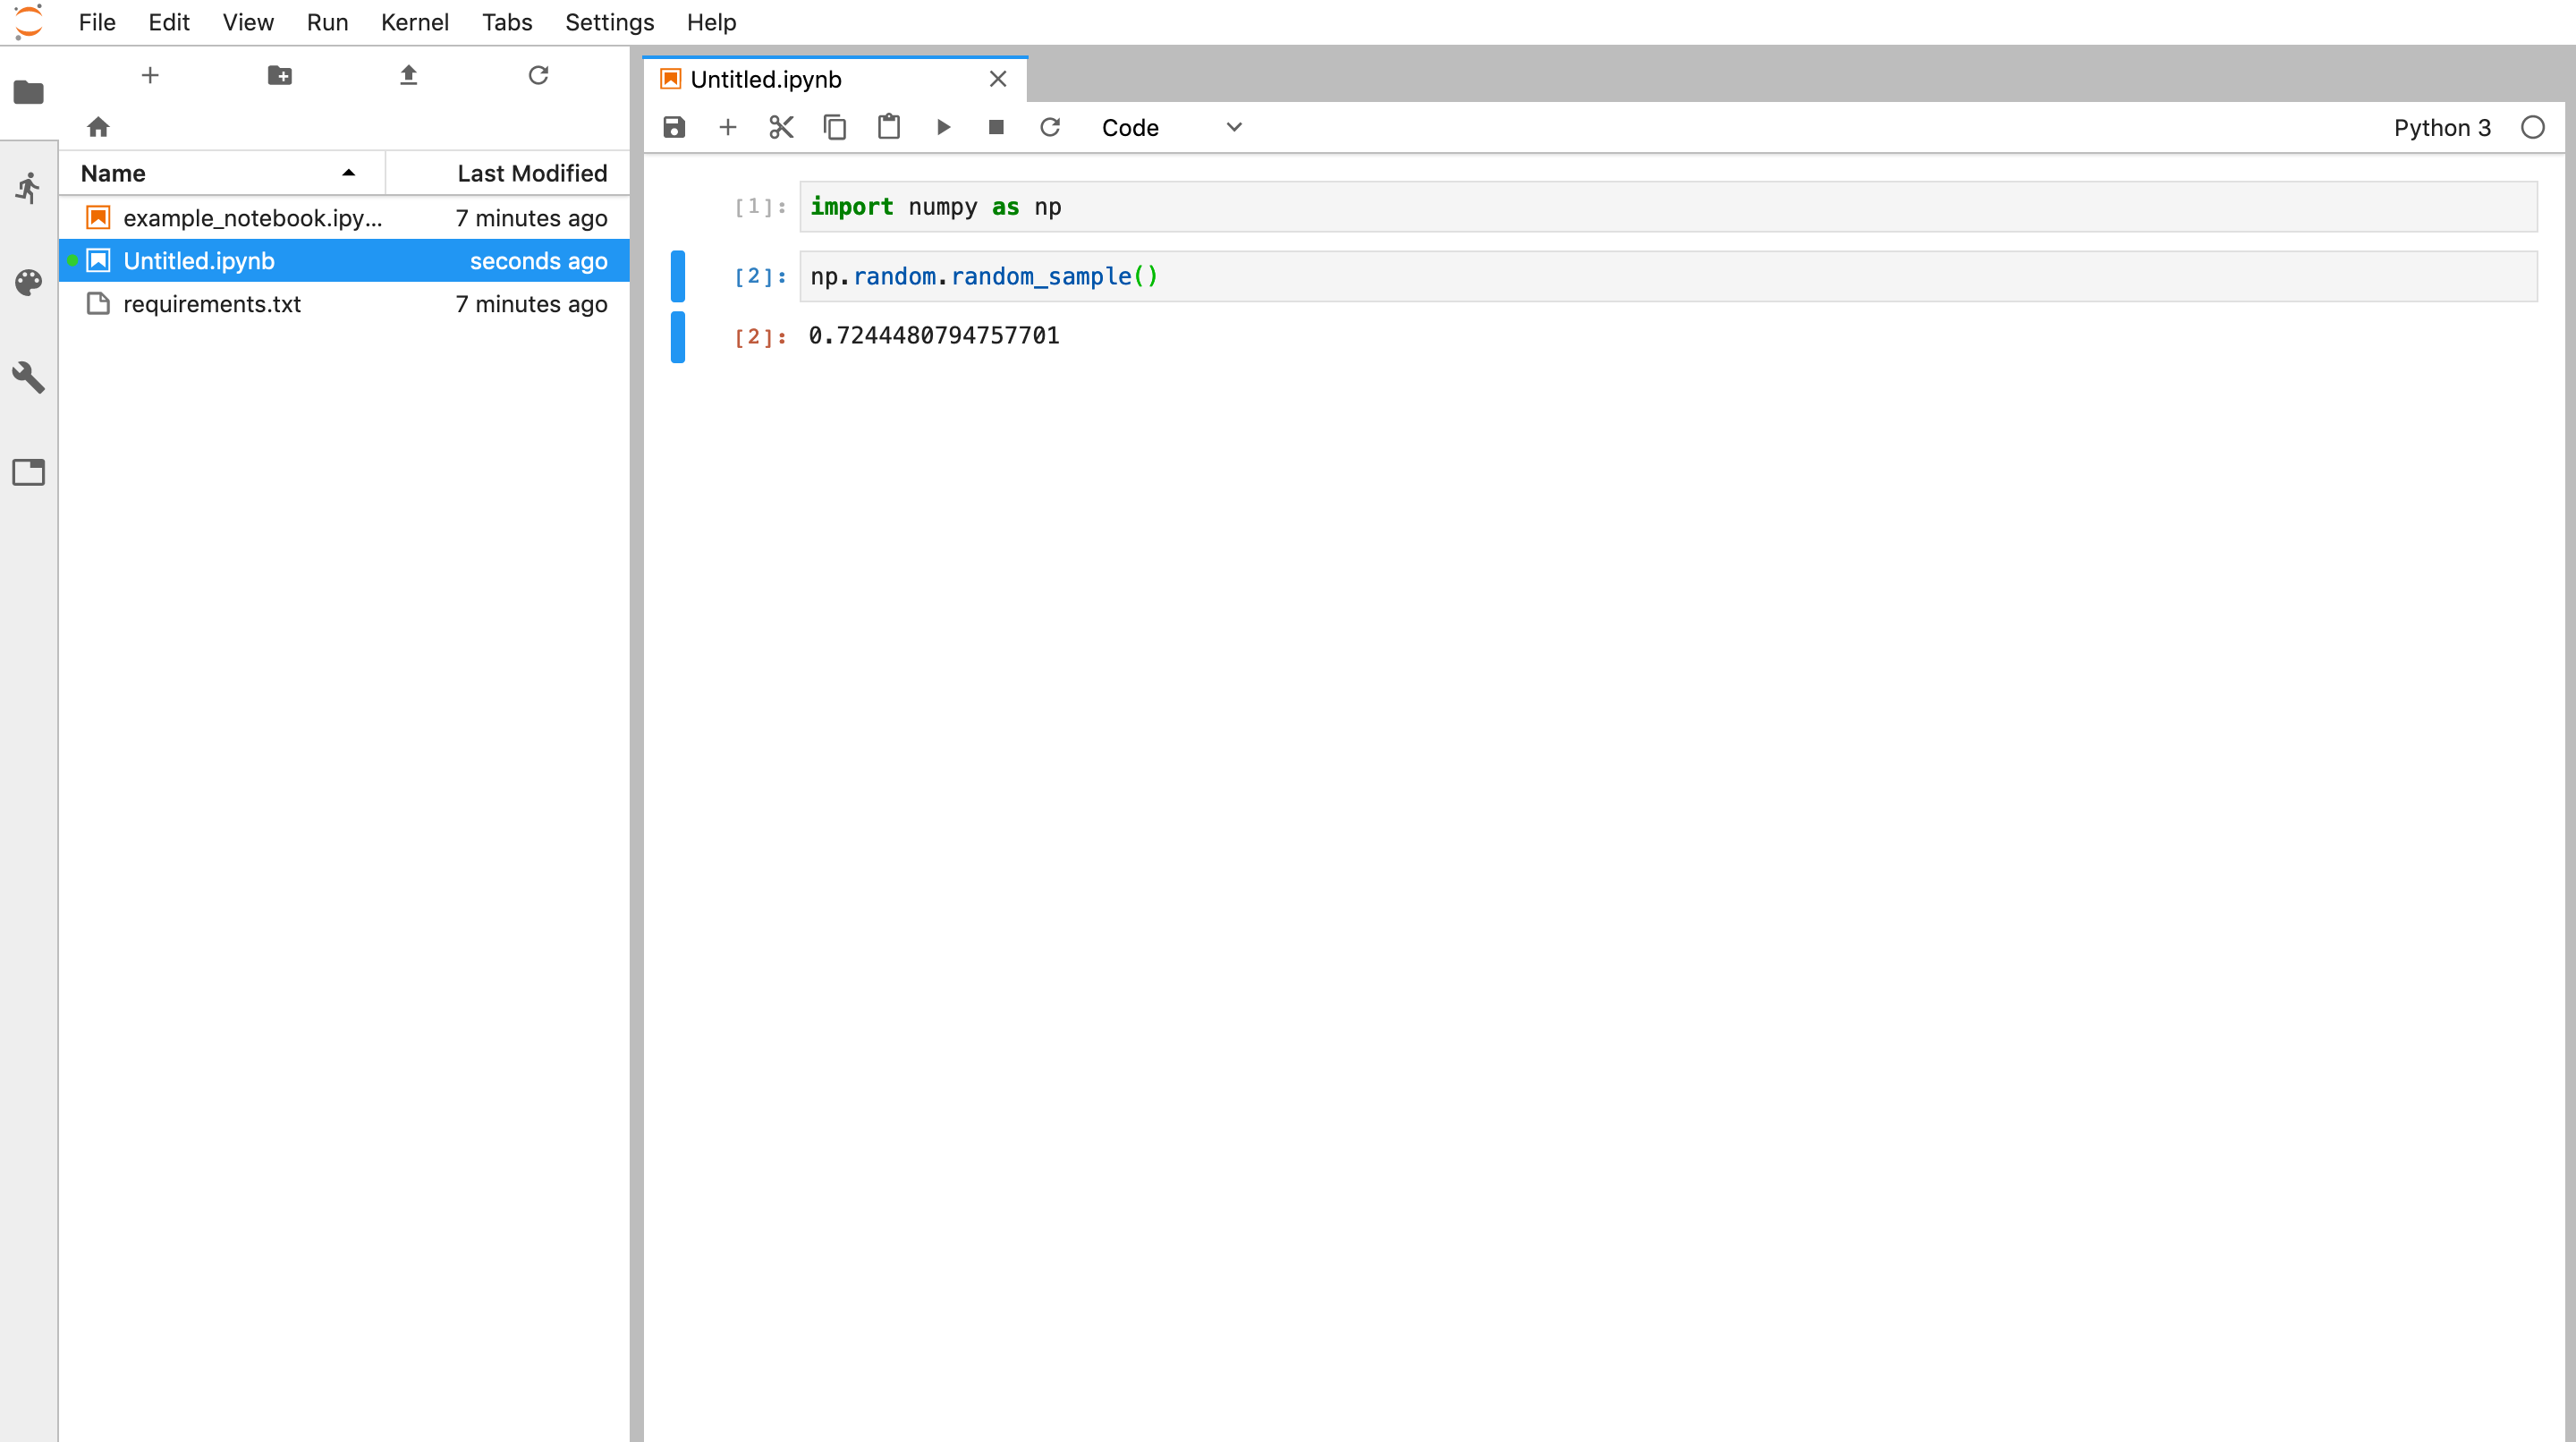 File Edit View Run Kernel Tabs Settings Help
Name Last Modified
example_notebook.ipy... 7 minutes ago
Untitled.ipynb seconds ago
requirements.txt 7 minutes ago
Untitled.ipynb
Code Python 3
[1]: import numpy as np
[2]: np.random.random_sample()
[2]: 0.7244480794757701